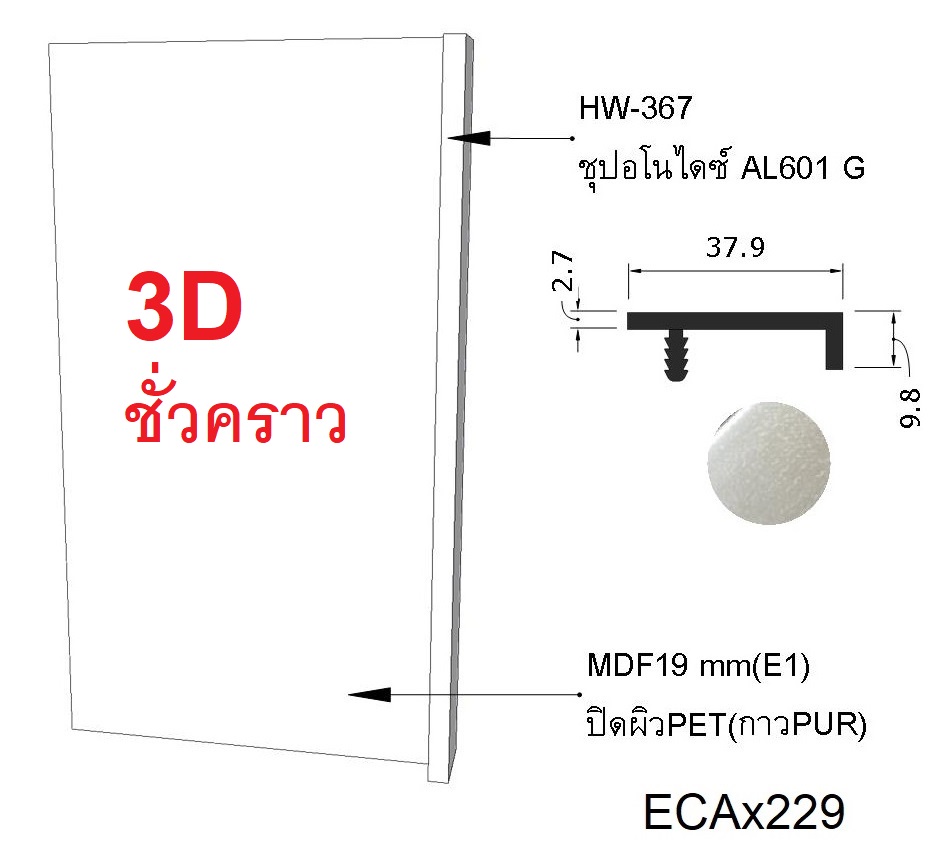 HW-367
ชุปอโนไดซ์ AL601 G
37.9
2.7
9.8
3D
ชั่วคราว
MDF19 mm(E1)
ปิดผิวPET(กาวPUR)
ECAx229